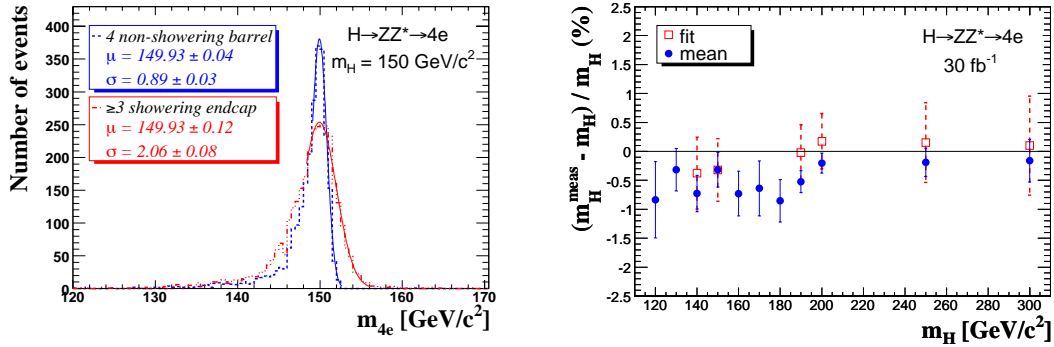 Number of events
400
350
300
250
200
150
100
50
0
4 non-showering barrel
μ = 149.93 ± 0.04
σ = 0.89 ± 0.03
≥3 showering endcap
μ = 149.93 ± 0.12
σ = 2.06 ± 0.08
H→ZZ*→4e
m_H = 150 GeV/c²
120 130 140 150 160 170
m_4e [GeV/c²]
(m_H^meas - m_H) / m_H (%)
2.5
2
1.5
1
0.5
0
-0.5
-1
-1.5
-2
-2.5
fit
mean
H→ZZ*→4e
30 fb⁻¹
120 140 160 180 200 220 240 260 280 300
m_H [GeV/c²]